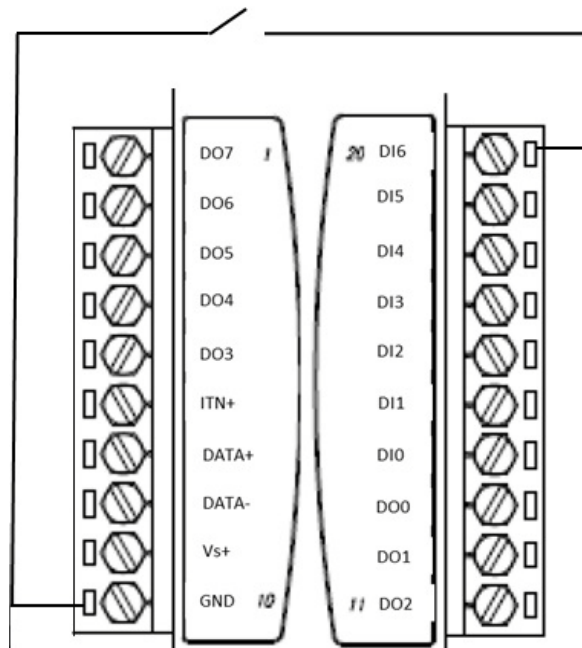 DO7 1
DO6
DO5
DO4
DO3
ITN+
DATA+
DATA-
Vs+
GND 10
20 DI6
DI5
DI4
DI3
DI2
DI1
DI0
DO0
DO1
11 DO2